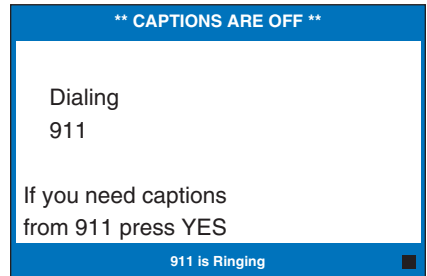 ** CAPTIONS ARE OFF **
Dialing
911
If you need captions
from 911 press YES
911 is Ringing